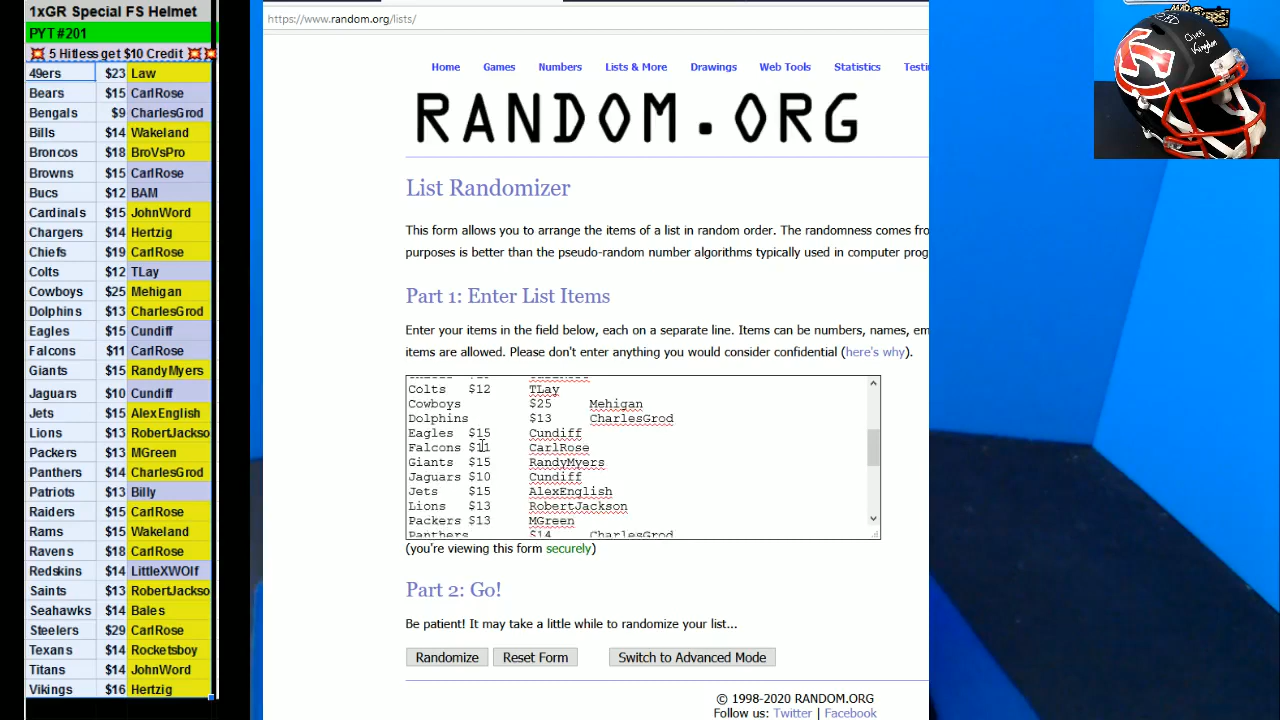 1xGR Special FS Helmet
PYT #201
5 Hitless get $10 Credit
49ers $23 Law
Bears $15 CarlRose
Bengals $9 CharlesGrod
Bills $14 Wakeland
Broncos $18 BroVsPro
Browns $15 CarlRose
Bucs $12 BAM
Cardinals $15 JohnWord
Chargers $14 Hertzig
Chiefs $19 CarlRose
Colts $12 TLay
Cowboys $25 Mehigan
Dolphins $13 CharlesGrod
Eagles $15 Cundiff
Falcons $11 CarlRose
Giants $15 RandyMyers
Jaguars $10 Cundiff
Jets $15 AlexEnglish
Lions $13 RobertJackso
Packers $13 MGreen
Panthers $14 CharlesGrod
Patriots $13 Billy
Raiders $15 CarlRose
Rams $15 Wakeland
Ravens $18 CarlRose
Redskins $14 LittleXWOlf
Saints $13 RobertJackso
Seahawks $14 Bales
Steelers $29 CarlRose
Texans $14 Rocketsboy
Titans $14 JohnWord
Vikings $16 Hertzig
https://www.random.org/lists/
Home Games Numbers Lists & More Drawings Web Tools Statistics Testi
RANDOM.ORG
List Randomizer
This form allows you to arrange the items of a list in random order. The randomness comes fro
purposes is better than the pseudo-random number algorithms typically used in computer prog
Part 1: Enter List Items
Enter your items in the field below, each on a separate line. Items can be numbers, names, em
items are allowed. Please don't enter anything you would consider confidential (here's why).
Colts $12 TLay
Cowboys $25 Mehigan
Dolphins $13 CharlesGrod
Eagles $15 Cundiff
Falcons $11 CarlRose
Giants $15 RandyMyers
Jaguars $10 Cundiff
Jets $15 AlexEnglish
Lions $13 RobertJackson
Packers $13 MGreen
Panthers $14 CharlesGrod
(you're viewing this form securely)
Part 2: Go!
Be patient! It may take a little while to randomize your list...
Randomize Reset Form Switch to Advanced Mode
© 1998-2020 RANDOM.ORG
Follow us: Twitter | Facebook
Chiefs
Kingdom